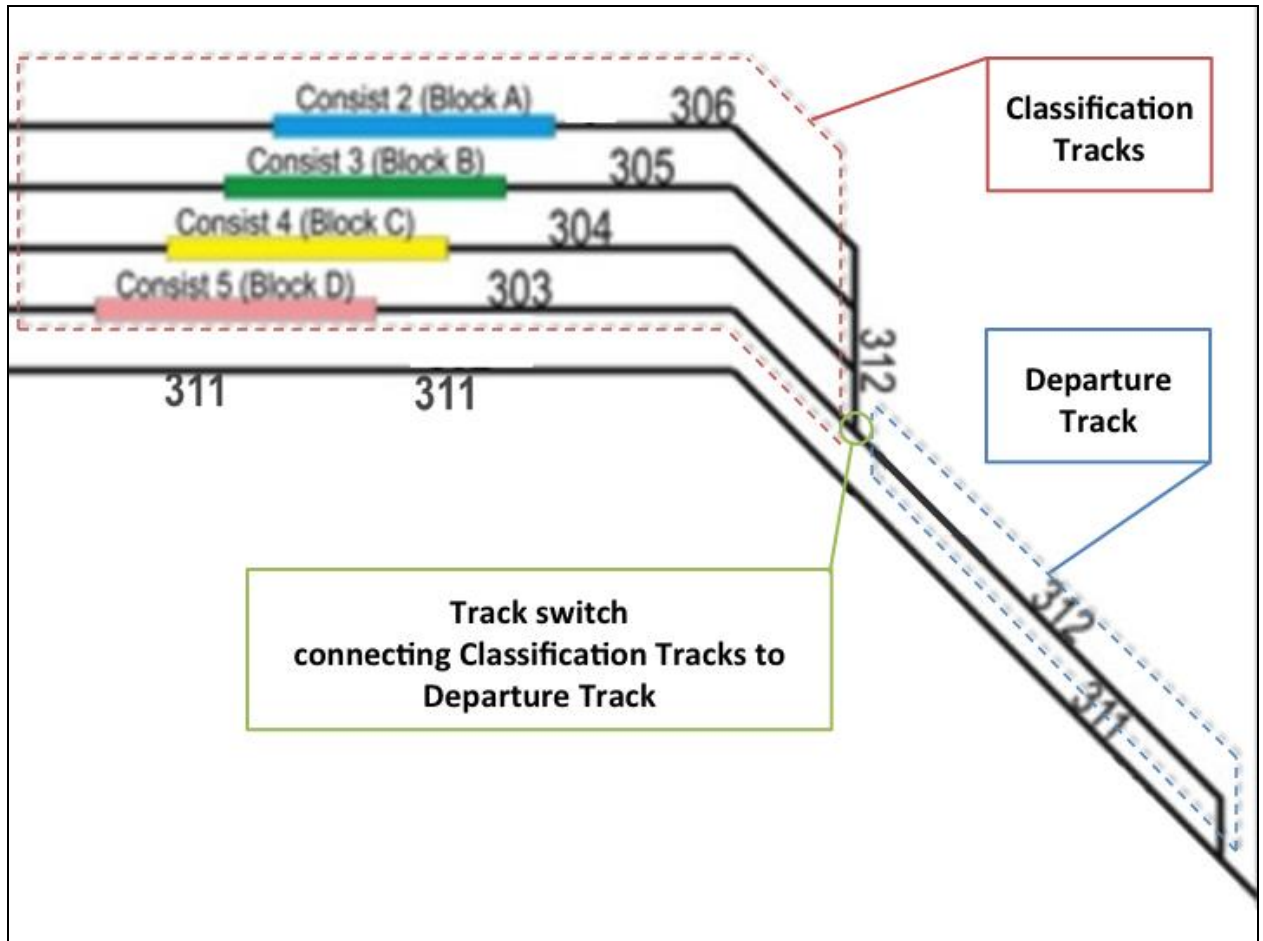 Consist 2 (Block A)
306
Classification
Tracks
Consist 3 (Block B)
305
Consist 4 (Block C)
304
Consist 5 (Block D)
303
312
311
311
Departure
Track
Track switch
connecting Classification Tracks to
Departure Track
312
311